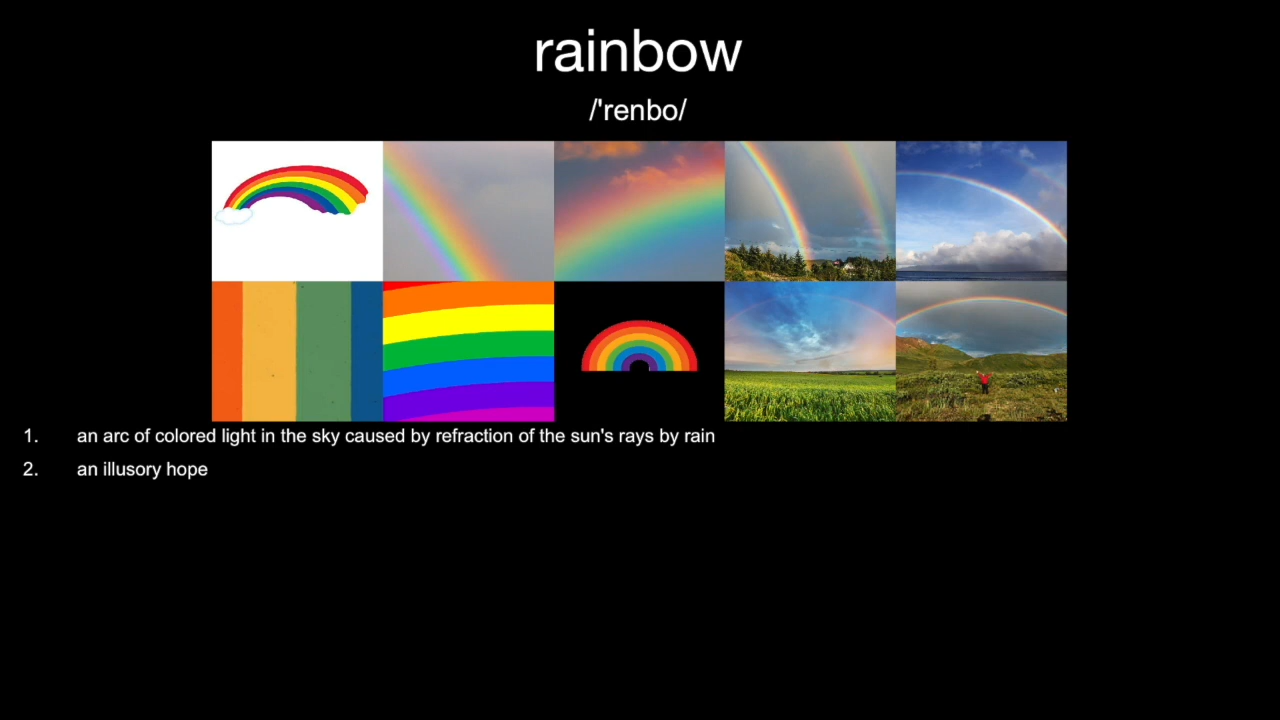 rainbow
/'renbo/
1. an arc of colored light in the sky caused by refraction of the sun's rays by rain
2. an illusory hope